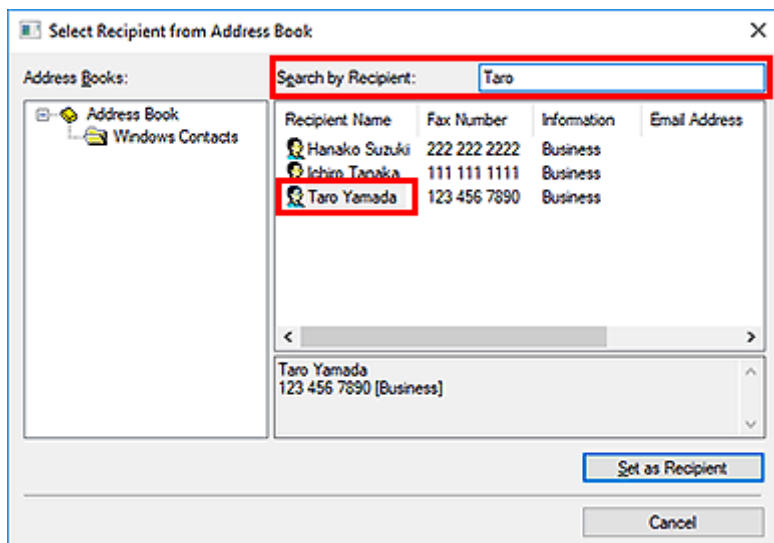 Select Recipient from Address Book
Address Books:
Search by Recipient: Taro
Address Book
Windows Contacts
Recipient Name Fax Number Information Email Address
Hanako Suzuki 222 222 2222 Business
Ichiro Tanaka 111 111 1111 Business
Taro Yamada 123 456 7890 Business
Taro Yamada
123 456 7890 [Business]
Set as Recipient
Cancel